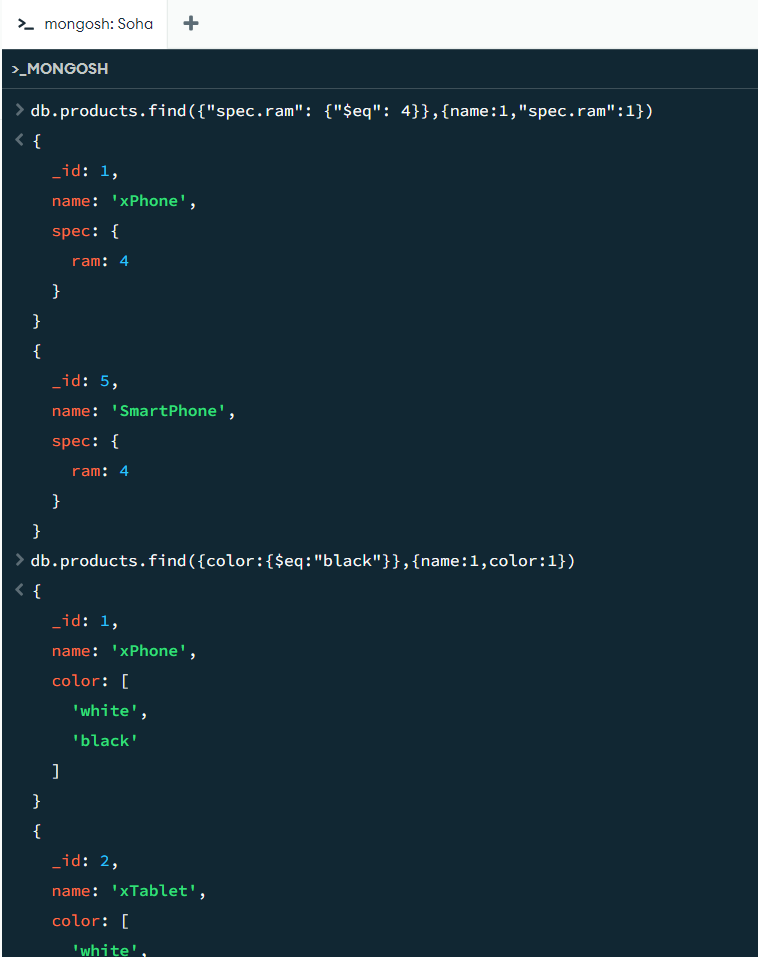 >_ mongosh: Soha +
>_MONGOSH
> db.products.find({"spec.ram": {"$eq": 4}},{name:1,"spec.ram":1})
< {
_id: 1,
name: 'xPhone',
spec: {
ram: 4
}
}
{
_id: 5,
name: 'SmartPhone',
spec: {
ram: 4
}
}
> db.products.find({color:{$eq:"black"}},{name:1,color:1})
< {
_id: 1,
name: 'xPhone',
color: [
'white',
'black'
]
}
{
_id: 2,
name: 'xTablet',
color: [
'white',